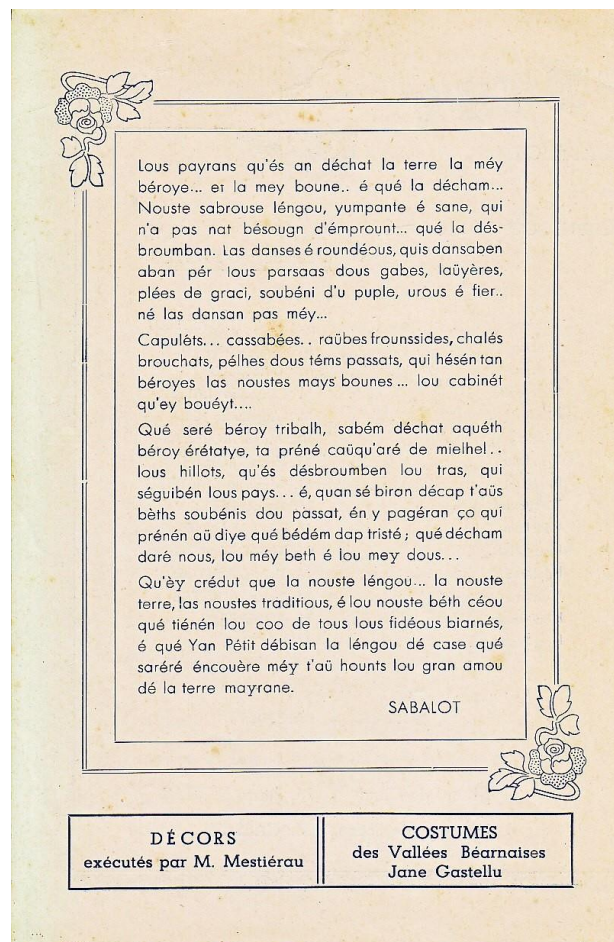 Lous payrans qu'és an déchat la terre la méy
béroye... et la mey boune.. é qué la décham...
Nouste sabrouse léngou, yumpante é sane, qui
n'a pas nat bésougn d'émprount... qué la dés-
broumban. Las danses é roundéous, quis dansaben
aban pér lous parsaas dous gabes, laüyères,
plées de graci, soubéni d'u puple, urous é fier..
né las dansan pas méy...
Capulêts... cassabées.. raübes frounssides, chalés
brouchats, pélhes dous téms passats, qui hésén tan
béroyes las noustes mays bounes ... lou cabinét
qu'ey bouéyt....
Qué seré béroy tribalh, sabém déchat aquéth
béroy érétatye, ta préné caüqu'aré de mielhel..
lous hillots, qu'és désbroumben lou tras, qui
séguibén lous pays... é, quan sé biran décap t'aüs
bèths soubénis dou passat, én y pagéran ço qui
prénén aü diye qué bédém dap tristé; qué décham
daré nous, lou méy beth é lou mey dous...
Qu'èy crédut que la nouste léngou... la nouste
terre, las noustes traditious, é lou nouste béth céou
qué tiénén lou coo de tous lous fidéous biarnés,
é qué Yan Pétit débisan la léngou dé case qué
saréré éncouère méy t'aü hounts lou gran amou
dé la terre mayrane.
SABALOT
DÉCORS
exécutés par M. Mestiérau
COSTUMES
des Vallées Béarnaises
Jane Gastellu